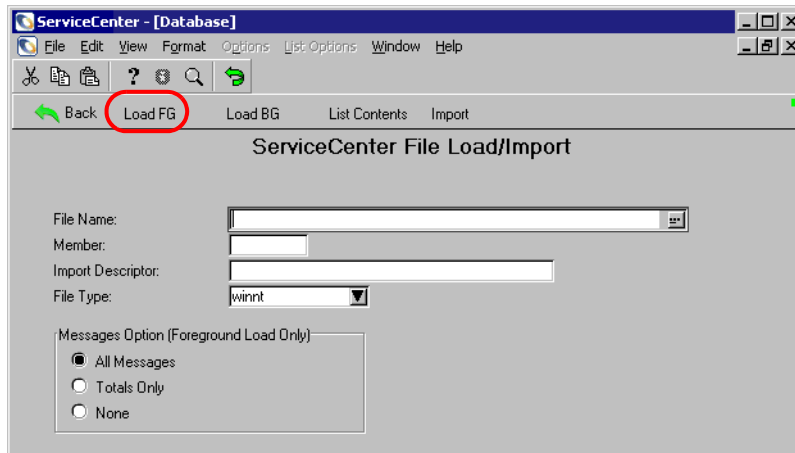 ServiceCenter - [Database]
File Edit View Format Options List Options Window Help
?
Back Load FG Load BG List Contents Import
ServiceCenter File Load/Import
File Name:
Member:
Import Descriptor:
File Type: winnt
Messages Option (Foreground Load Only)
All Messages
Totals Only
None